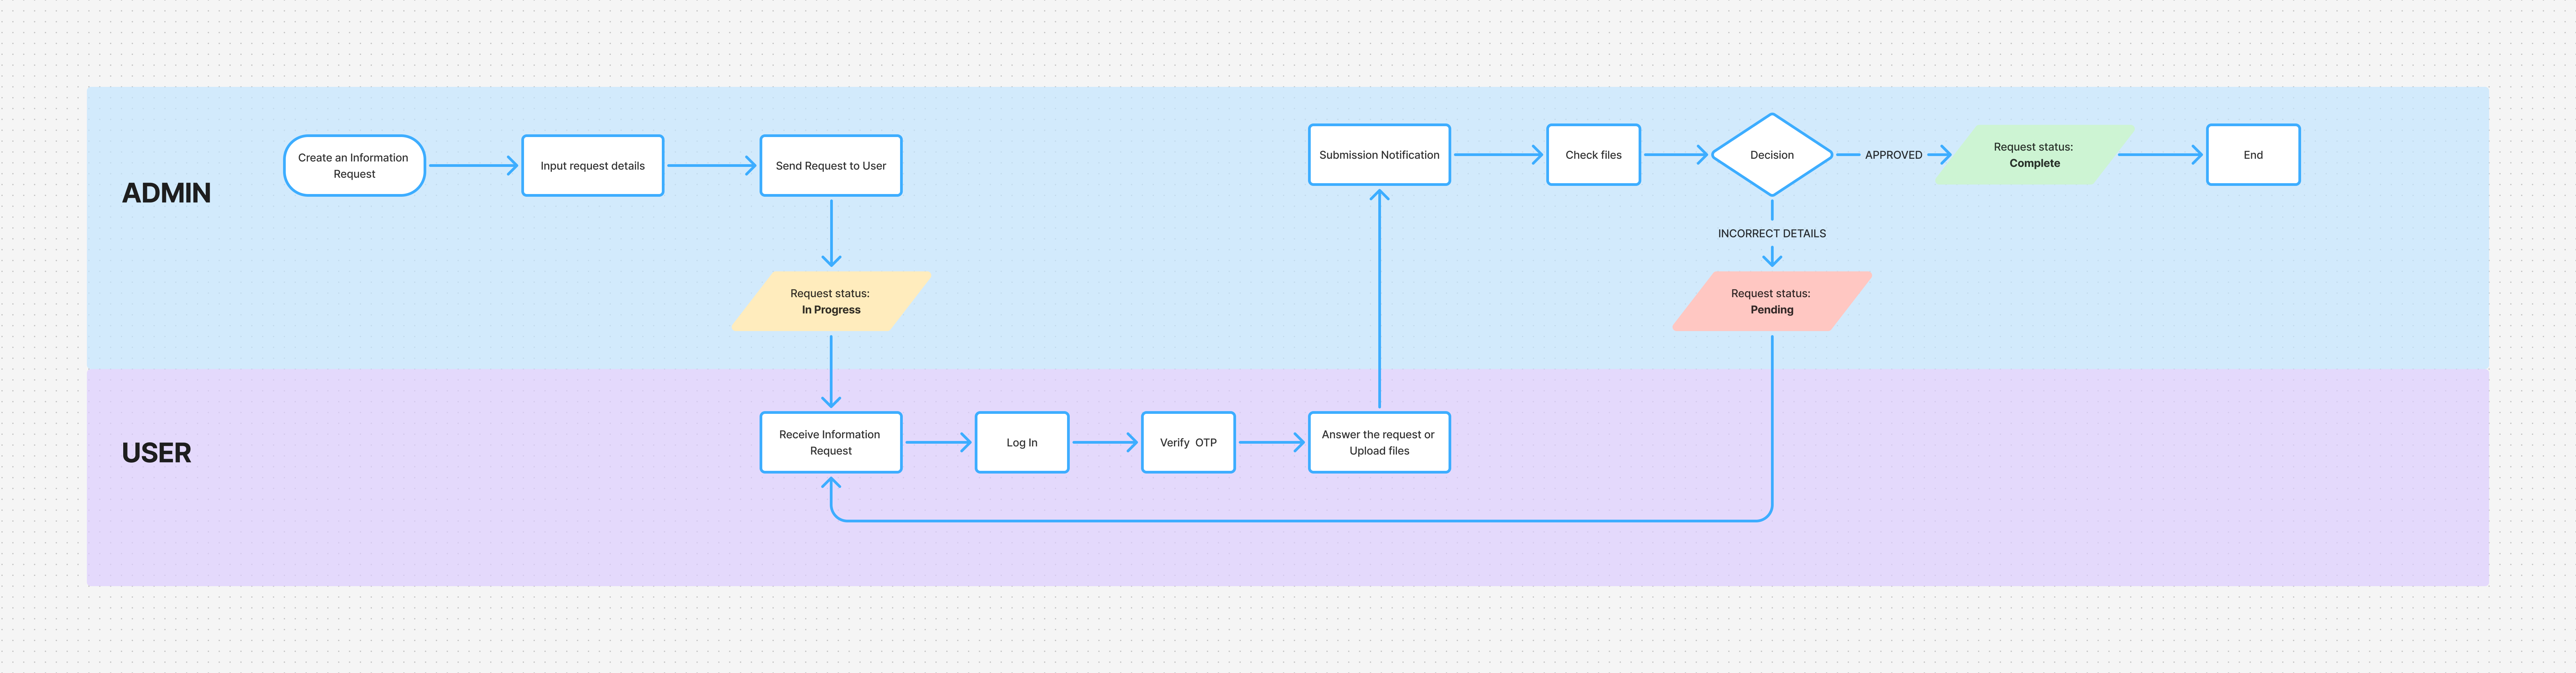 ADMIN
Create an Information
Request
Input request details
Send Request to User
Request status:
In Progress
Submission Notification
Check files
Decision
APPROVED
Request status:
Complete
End
INCORRECT DETAILS
Request status:
Pending
USER
Receive Information
Request
Log In
Verify OTP
Answer the request or
Upload files